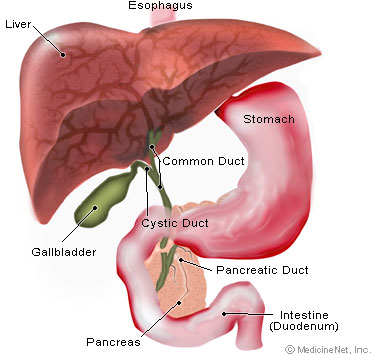 Esophagus
Liver
Stomach
Common Duct
Cystic Duct
Gallbladder
Pancreatic Duct
Intestine
(Duodenum)
Pancreas
© MedicineNet, Inc.